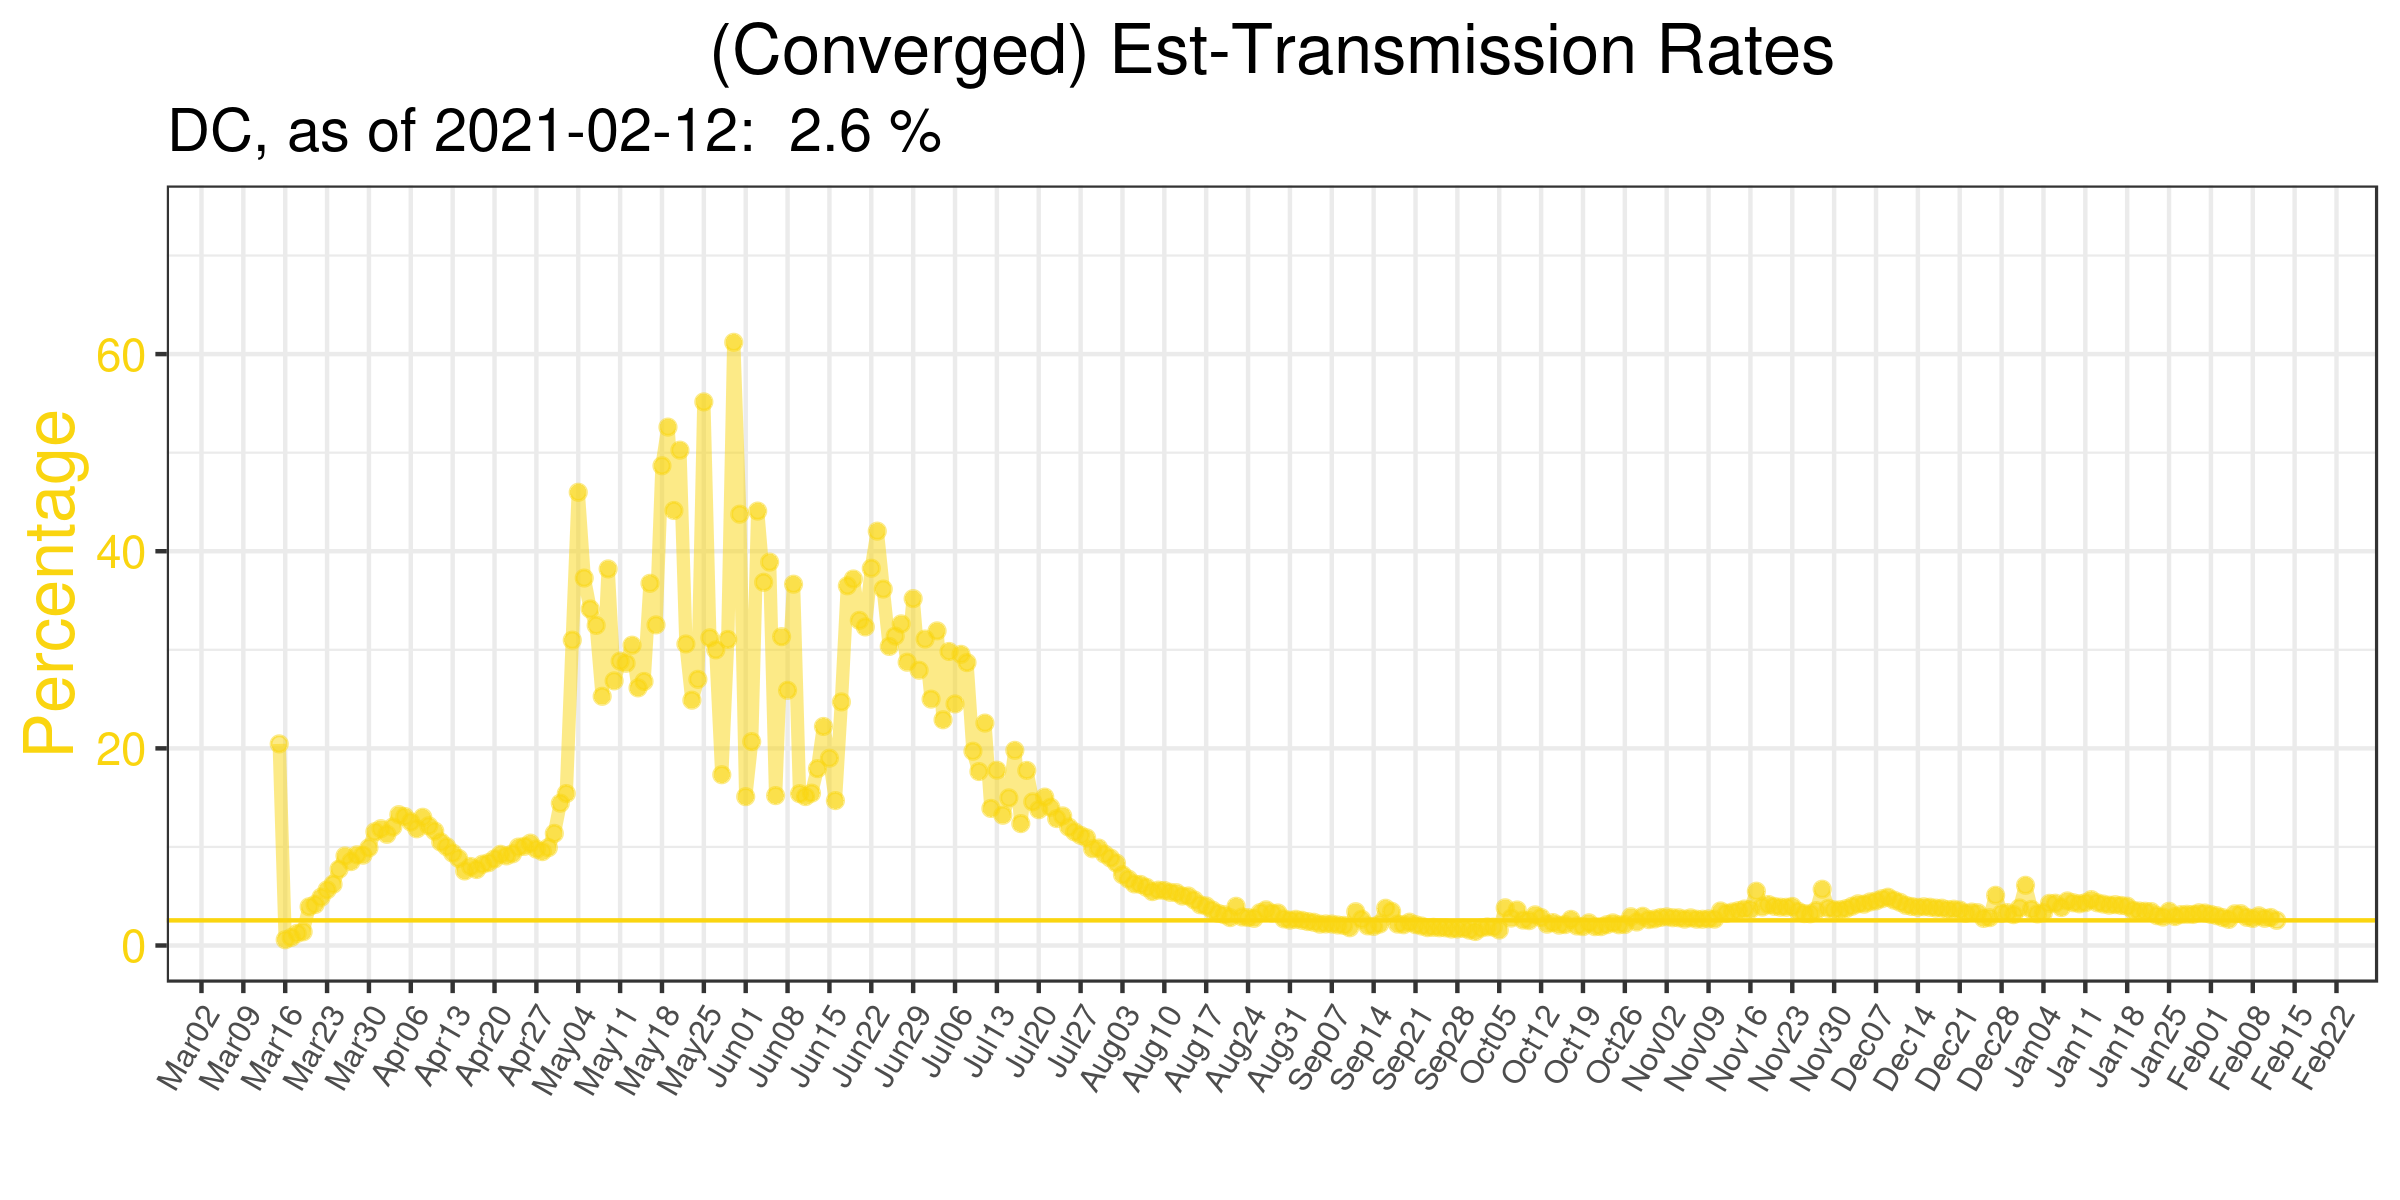 (Converged) Est-Transmission Rates
DC, as of 2021-02-12:  2.6 %
Percentage
60
40
20
0
Mar02
Mar09
Mar16
Mar23
Mar30
Apr06
Apr13
Apr20
Apr27
May04
May11
May18
May25
Jun01
Jun08
Jun15
Jun22
Jun29
Jul06
Jul13
Jul20
Jul27
Aug03
Aug10
Aug17
Aug24
Aug31
Sep07
Sep14
Sep21
Sep28
Oct05
Oct12
Oct19
Oct26
Nov02
Nov09
Nov16
Nov23
Nov30
Dec07
Dec14
Dec21
Dec28
Jan04
Jan11
Jan18
Jan25
Feb01
Feb08
Feb15
Feb22